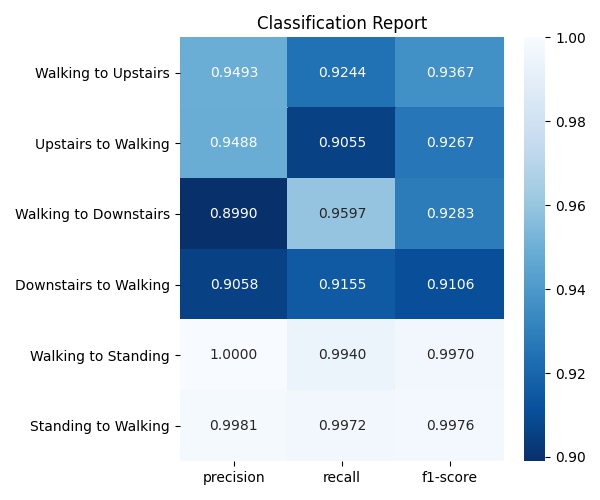 Classification Report
Walking to Upstairs 0.9493 0.9244 0.9367
Upstairs to Walking 0.9488 0.9055 0.9267
Walking to Downstairs 0.8990 0.9597 0.9283
Downstairs to Walking 0.9058 0.9155 0.9106
Walking to Standing 1.0000 0.9940 0.9970
Standing to Walking 0.9981 0.9972 0.9976
precision recall f1-score
1.00
0.98
0.96
0.94
0.92
0.90